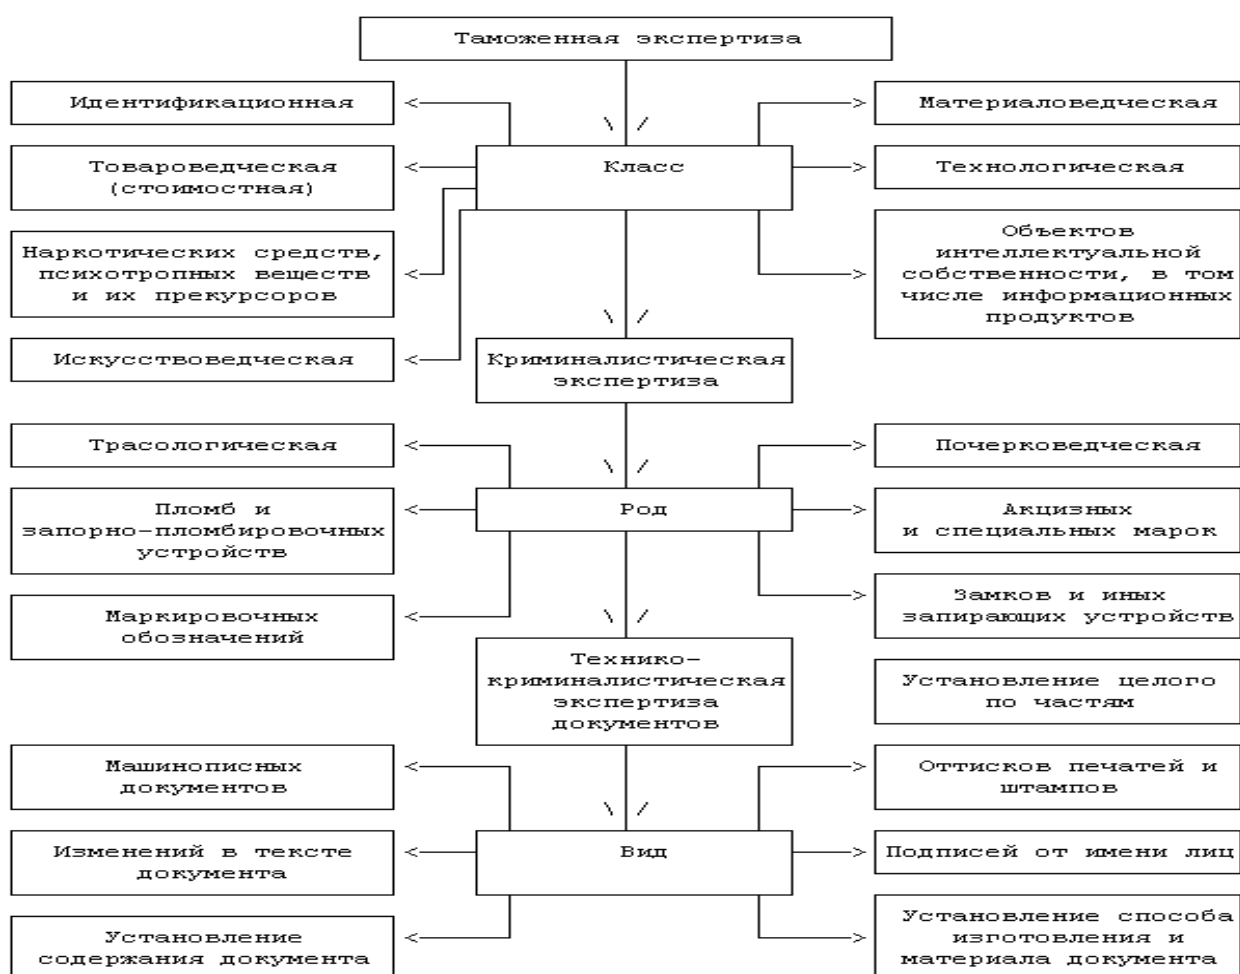 Таможенная экспертиза
Идентификационная
Материаловедческая
Товароведческая
(стоимостная)
Класс
Технологическая
Наркотических средств,
психотропных веществ
и их прекурсоров
Объектов
интеллектуальной
собственности, в том
числе информационных
продуктов
Искусствоведческая
Криминалистическая
экспертиза
Трасологическая
Почерковедческая
Пломб и
запорно-пломбировочных
устройств
Род
Акцизных
и специальных марок
Маркировочных
обозначений
Замков и иных
запирающих устройств
Технико-
криминалистическая
экспертиза
документов
Установление целого
по частям
Машинописных
документов
Оттисков печатей и
штампов
Изменений в тексте
документа
Вид
Подписей от имени лиц
Установление
содержания документа
Установление способа
изготовления и
материала документа